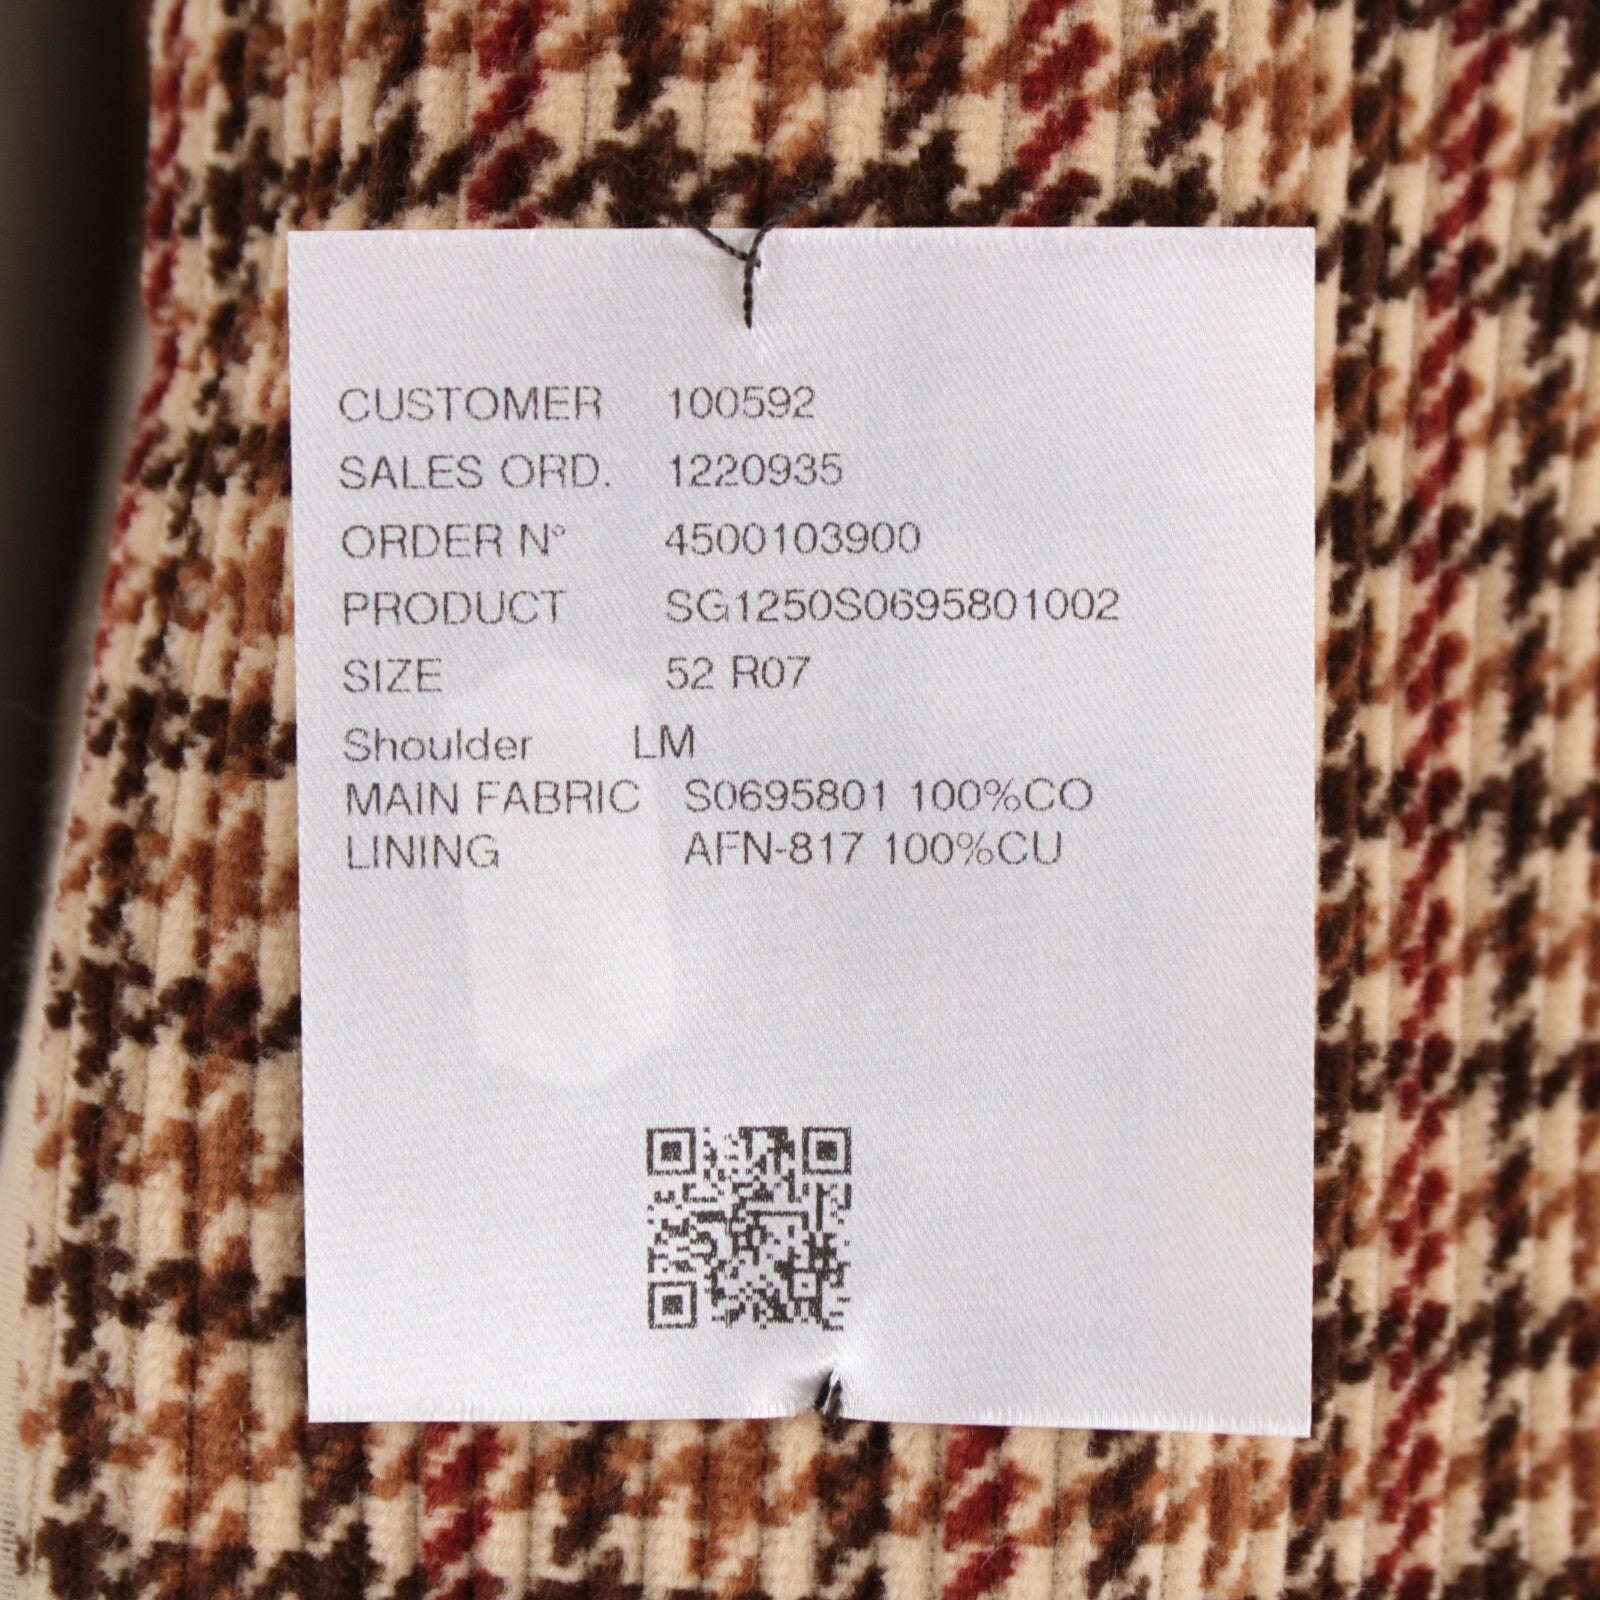 CUSTOMER 100592
SALES ORD. 1220935
ORDER N° 4500103900
PRODUCT SG1250S0695801002
SIZE 52 R07
Shoulder LM
MAIN FABRIC S0695801 100%CO
LINING AFN-817 100%CU